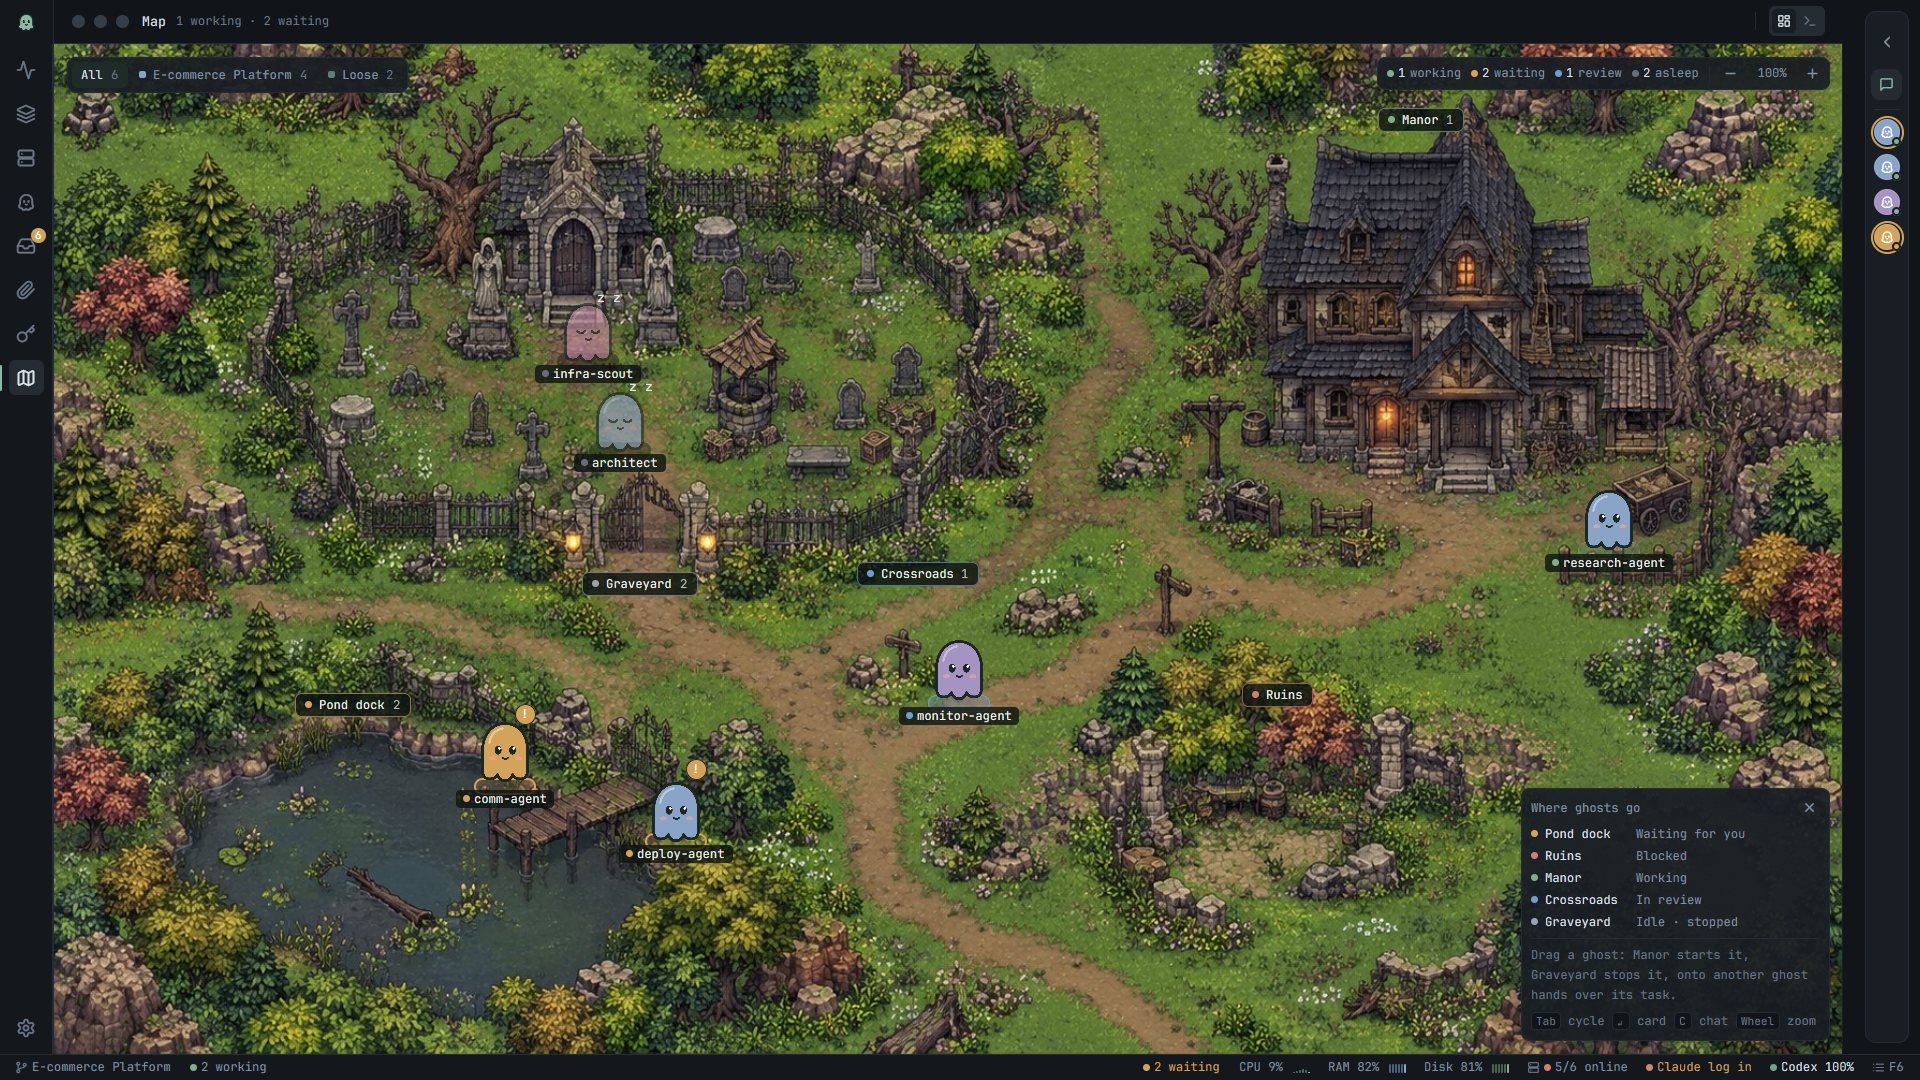 Map 1 working · 2 waiting
All 6 E-commerce Platform 4 Loose 2
1 working 2 waiting 1 review 2 asleep 100%
Manor 1
6
z z
infra-scout
z z
architect
research-agent
Graveyard 2
Crossroads 1
monitor-agent
Ruins
Pond dock 2
!
comm-agent
!
deploy-agent
Where ghosts go
Pond dock Waiting for you
Ruins Blocked
Manor Working
Crossroads In review
Graveyard Idle · stopped
Drag a ghost: Manor starts it,
Graveyard stops it, onto another ghost
hands over its task.
Tab cycle ↵ card C chat Wheel zoom
E-commerce Platform 2 working
2 waiting CPU 9% RAM 82% Disk 81% 5/6 online Claude log in Codex 100% F6